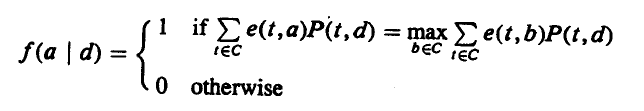 f(a | d) = { 1 if ∑_{t∈C} e(t,a)P(t,d) = max_{b∈C} ∑_{t∈C} e(t,b)P(t,d)
0 otherwise